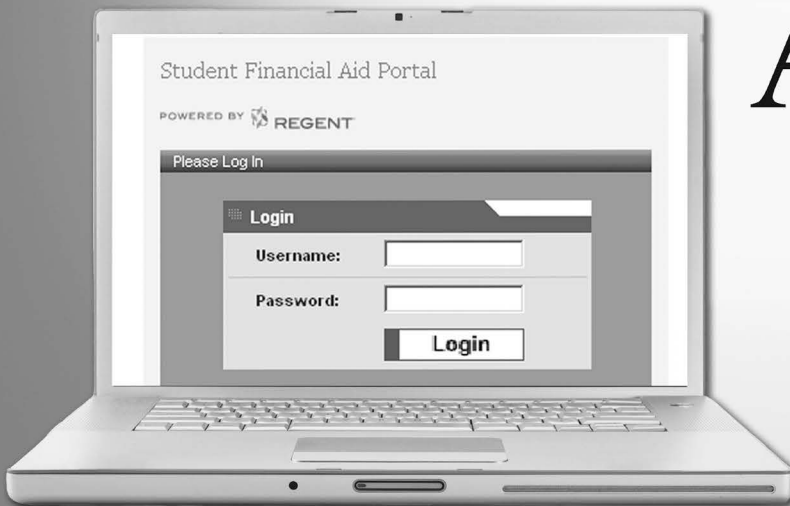 Student Financial Aid Portal
POWERED BY REGENT
Please Log In
Login
Username:
Password:
Login
A